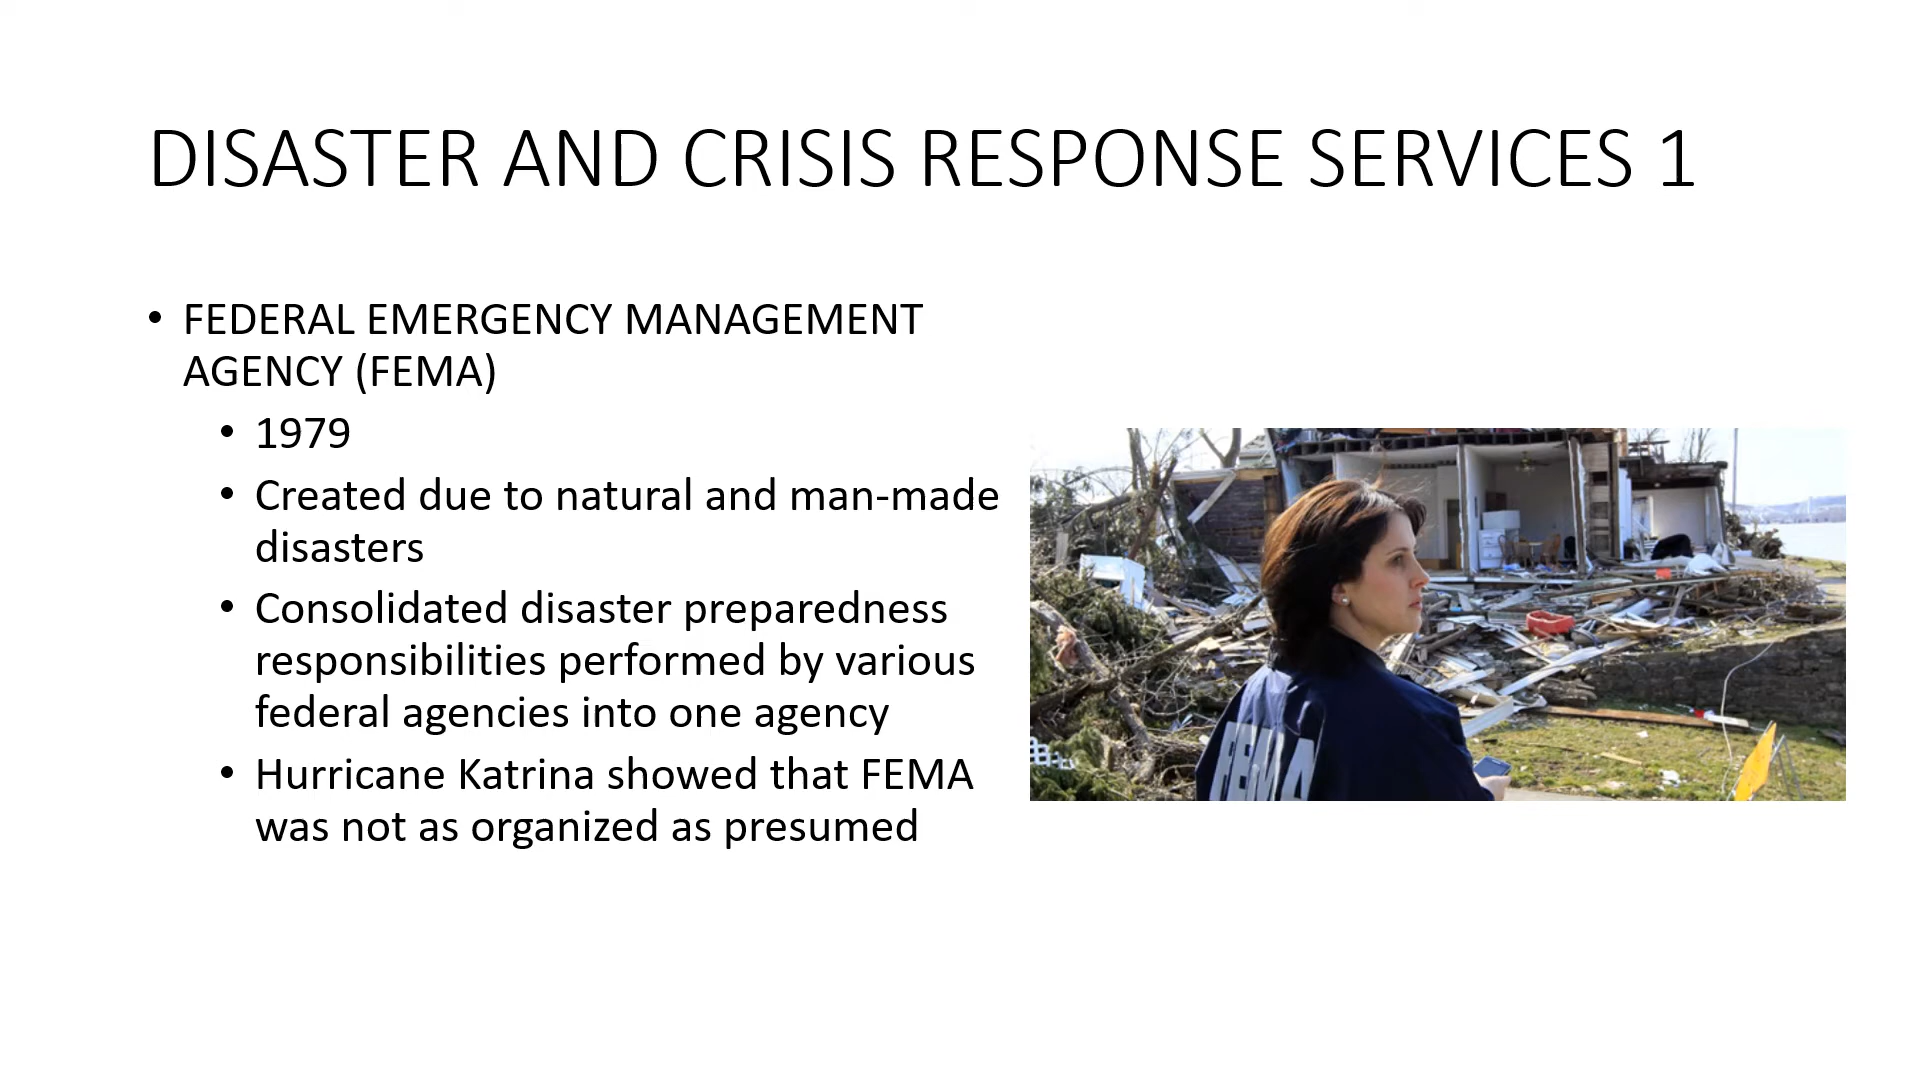 DISASTER AND CRISIS RESPONSE SERVICES 1
• FEDERAL EMERGENCY MANAGEMENT
AGENCY (FEMA)
• 1979
• Created due to natural and man-made
disasters
• Consolidated disaster preparedness
responsibilities performed by various
federal agencies into one agency
• Hurricane Katrina showed that FEMA
was not as organized as presumed
FEMA